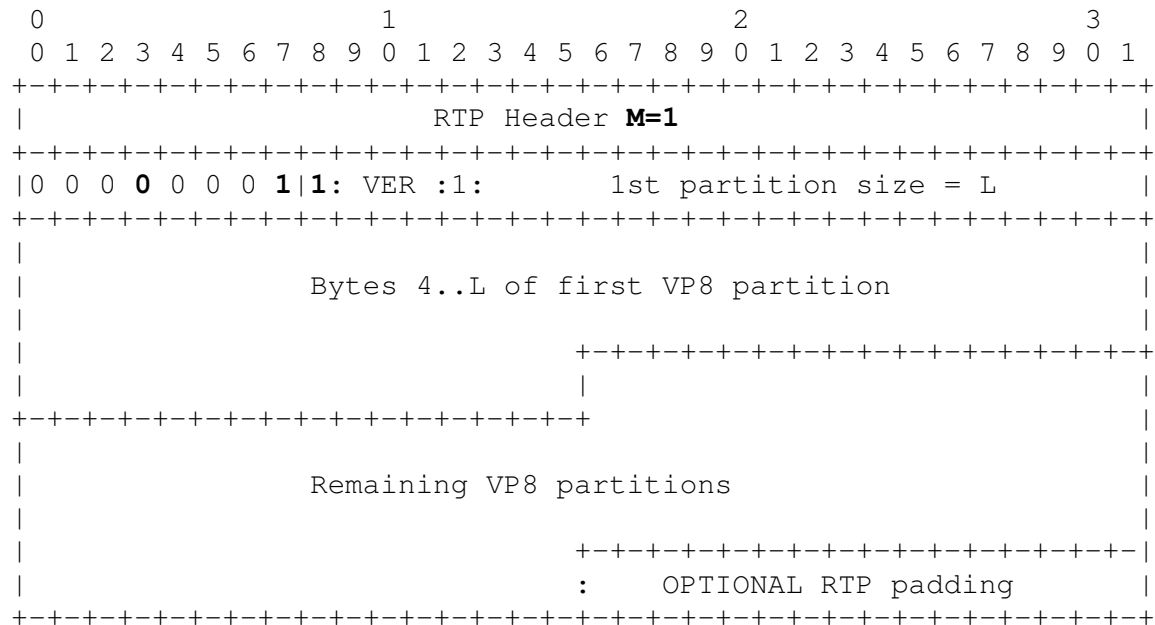 0                   1                   2                   3
 0 1 2 3 4 5 6 7 8 9 0 1 2 3 4 5 6 7 8 9 0 1 2 3 4 5 6 7 8 9 0 1
+-+-+-+-+-+-+-+-+-+-+-+-+-+-+-+-+-+-+-+-+-+-+-+-+-+-+-+-+-+-+-+-+
|                       RTP Header M=1                          |
+-+-+-+-+-+-+-+-+-+-+-+-+-+-+-+-+-+-+-+-+-+-+-+-+-+-+-+-+-+-+-+-+
|0 0 0 0 0 0 0 1|1: VER :1:       1st partition size = L        |
+-+-+-+-+-+-+-+-+-+-+-+-+-+-+-+-+-+-+-+-+-+-+-+-+-+-+-+-+-+-+-+-+
|                                                               |
|                Bytes 4..L of first VP8 partition              |
|                                                               |
|                               +-+-+-+-+-+-+-+-+-+-+-+-+-+-+-+-+
|                               |                               |
+-+-+-+-+-+-+-+-+-+-+-+-+-+-+-+-+                               |
|                                                               |
|                Remaining VP8 partitions                       |
|                                                               |
|                               +-+-+-+-+-+-+-+-+-+-+-+-+-+-+-+-|
|                               :    OPTIONAL RTP padding       |
+-+-+-+-+-+-+-+-+-+-+-+-+-+-+-+-+-+-+-+-+-+-+-+-+-+-+-+-+-+-+-+-+